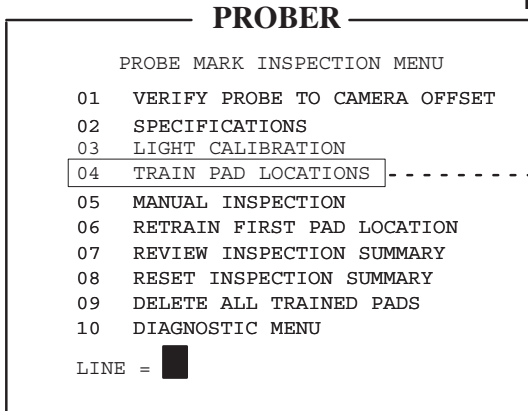 PROBER
PROBE MARK INSPECTION MENU
01 VERIFY PROBE TO CAMERA OFFSET
02 SPECIFICATIONS
03 LIGHT CALIBRATION
04 TRAIN PAD LOCATIONS
05 MANUAL INSPECTION
06 RETRAIN FIRST PAD LOCATION
07 REVIEW INSPECTION SUMMARY
08 RESET INSPECTION SUMMARY
09 DELETE ALL TRAINED PADS
10 DIAGNOSTIC MENU
LINE =